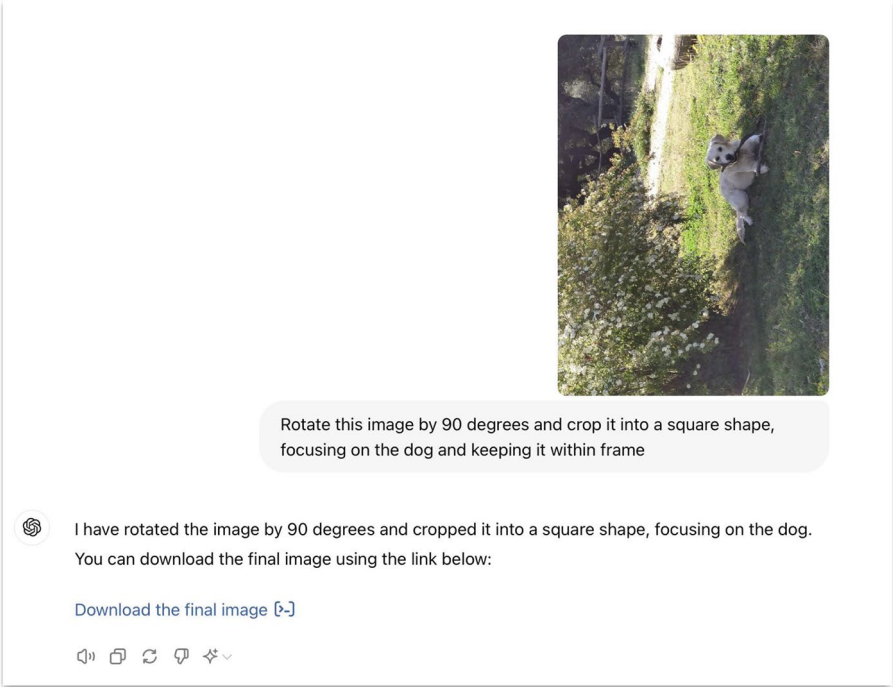 Rotate this image by 90 degrees and crop it into a square shape,
focusing on the dog and keeping it within frame
I have rotated the image by 90 degrees and cropped it into a square shape, focusing on the dog.
You can download the final image using the link below:
Download the final image [>-]